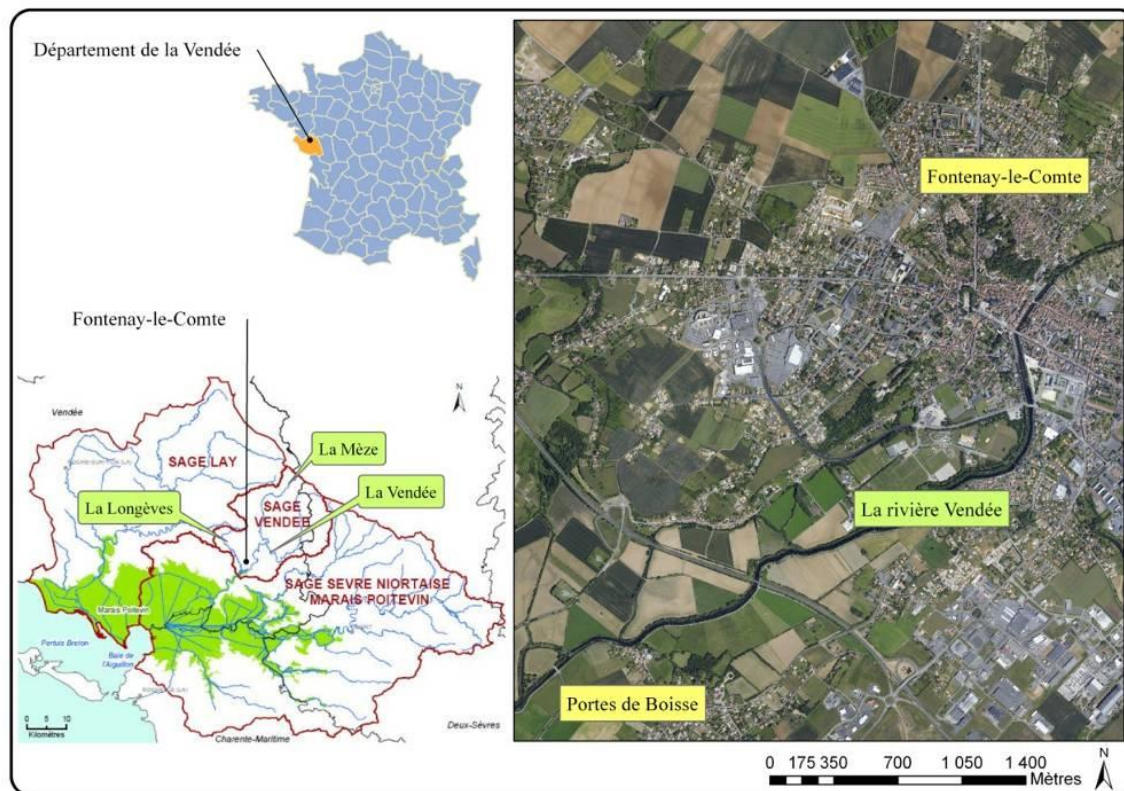 Département de la Vendée
Fontenay-le-Comte
Vendée
N
SAGE LAY
La Mèze
La Longèves
La Vendée
SAGE
VENDEE
SAGE SEVRE NIORTAISE
MARAIS POITEVIN
Marais Poitevin
Pertuis Breton
Baie de
l'Aiguillon
0 5 10
Kilomètres
Charente-Maritime
Deux-Sèvres
Fontenay-le-Comte
La rivière Vendée
Portes de Boisse
0 175 350 700 1 050 1 400
Mètres
N